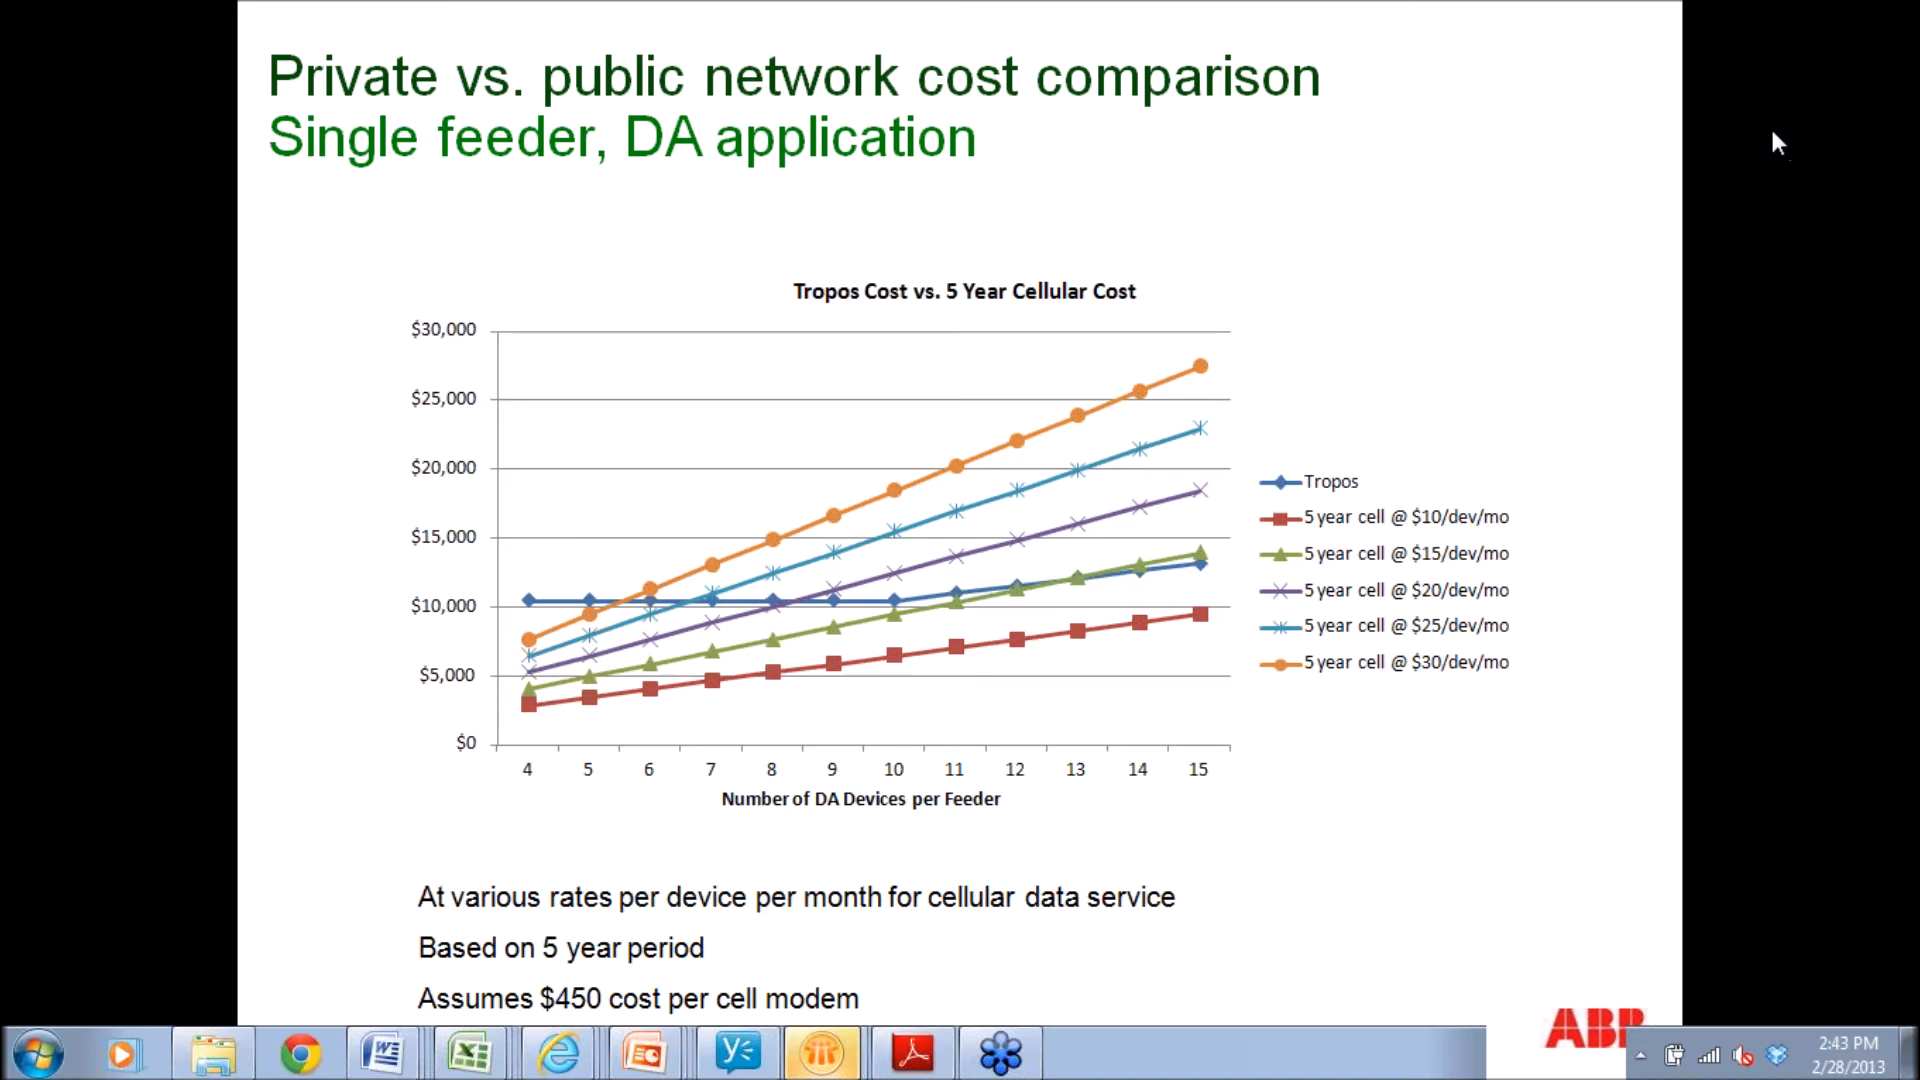 Private vs. public network cost comparison
Single feeder, DA application
Tropos Cost vs. 5 Year Cellular Cost
$30,000
$25,000
$20,000
$15,000
$10,000
$5,000
$0
4 5 6 7 8 9 10 11 12 13 14 15
Number of DA Devices per Feeder
Tropos
5 year cell @ $10/dev/mo
5 year cell @ $15/dev/mo
5 year cell @ $20/dev/mo
5 year cell @ $25/dev/mo
5 year cell @ $30/dev/mo
At various rates per device per month for cellular data service
Based on 5 year period
Assumes $450 cost per cell modem
ABB
2:43 PM
2/28/2013